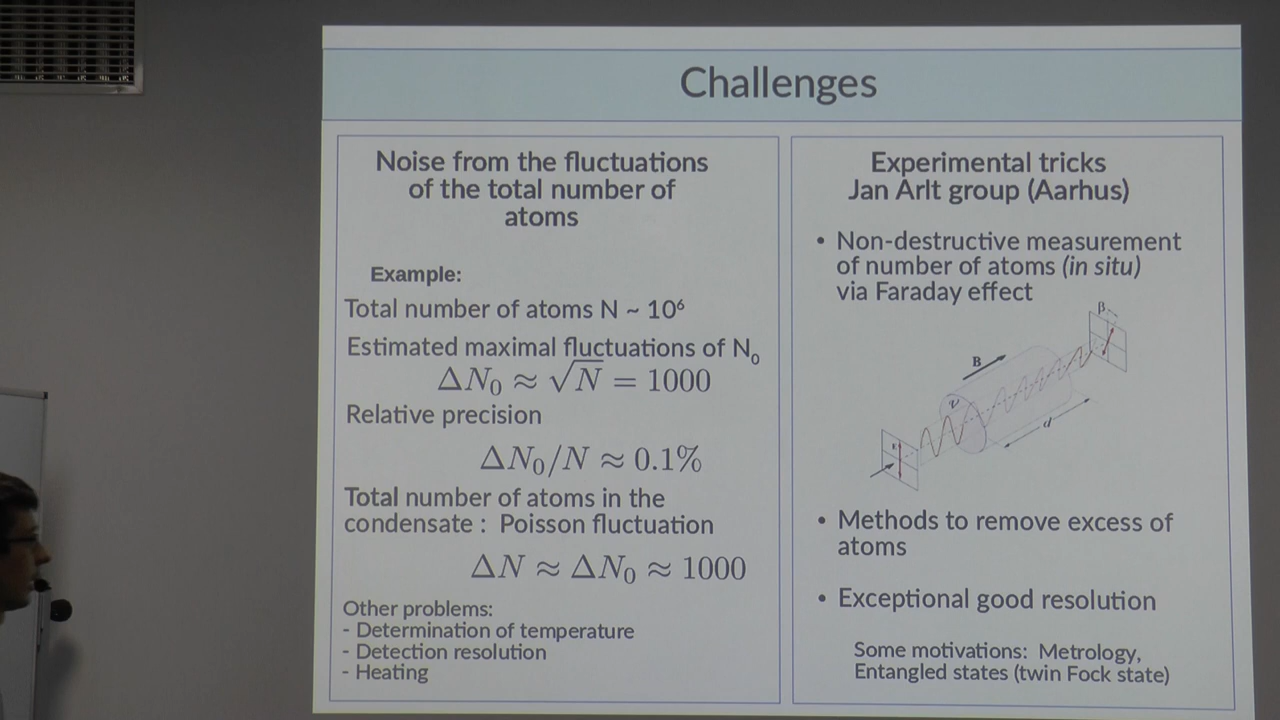 Challenges
Noise from the fluctuations
of the total number of
atoms
Example:
Total number of atoms N ~ 10⁶
Estimated maximal fluctuations of N₀
ΔN₀ ≈ √N = 1000
Relative precision
ΔN₀/N ≈ 0.1%
Total number of atoms in the
condensate : Poisson fluctuation
ΔN ≈ ΔN₀ ≈ 1000
Other problems:
- Determination of temperature
- Detection resolution
- Heating
Experimental tricks
Jan Arlt group (Aarhus)
• Non-destructive measurement
of number of atoms (in situ)
via Faraday effect
β
B
ν
E
d
• Methods to remove excess of
atoms
• Exceptional good resolution
Some motivations: Metrology,
Entangled states (twin Fock state)